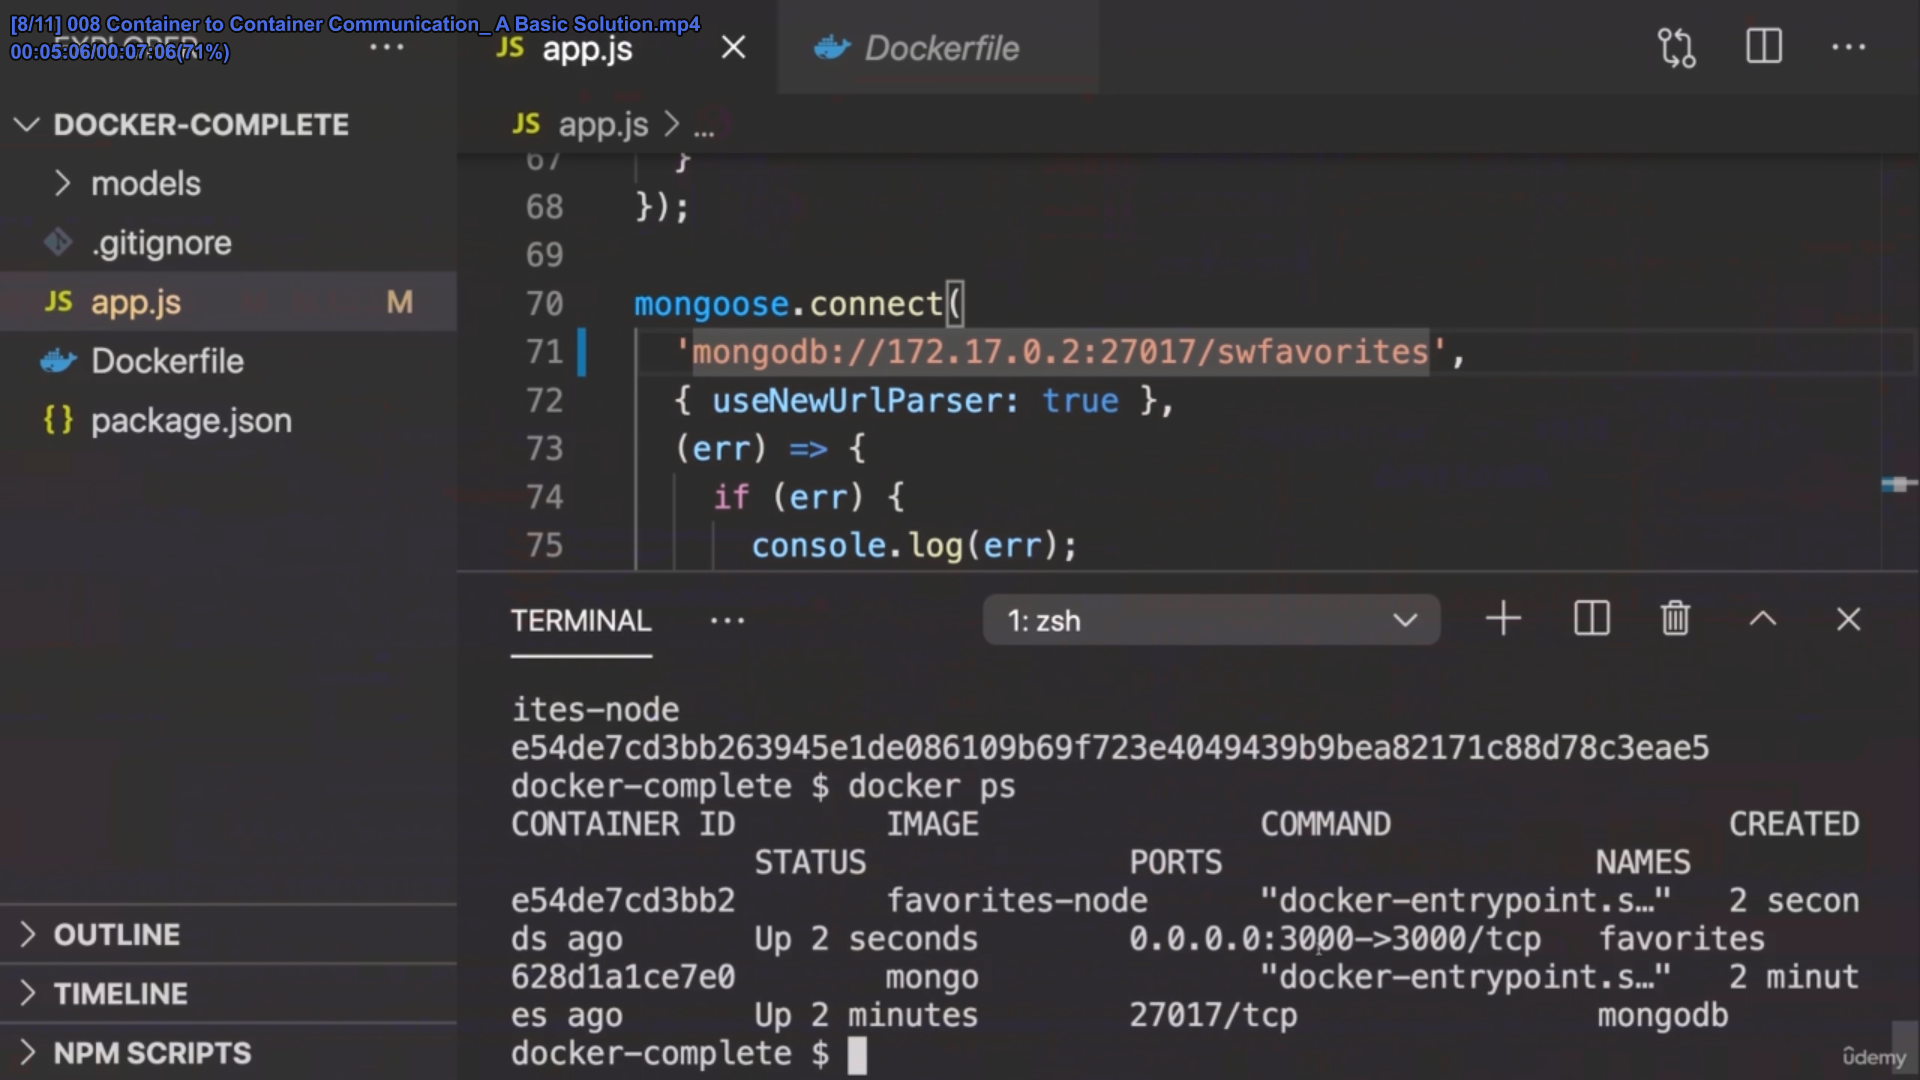 [8/11] 008 Container to Container Communication_ A Basic Solution.mp4
00:05:06/00:07:06(71%)
EXPLORER
JS app.js
Dockerfile
DOCKER-COMPLETE
JS app.js > ...
models
.gitignore
JS app.js M
Dockerfile
{} package.json
67 }
68 });
69
70 mongoose.connect(
71 'mongodb://172.17.0.2:27017/swfavorites',
72 { useNewUrlParser: true },
73 (err) => {
74 if (err) {
75 console.log(err);
TERMINAL ... 1: zsh
ites-node
e54de7cd3bb263945e1de086109b69f723e4049439b9bea82171c88d78c3eae5
docker-complete $ docker ps
CONTAINER ID IMAGE COMMAND CREATED
STATUS PORTS NAMES
e54de7cd3bb2 favorites-node "docker-entrypoint.s…" 2 secon
ds ago Up 2 seconds 0.0.0.0:3000->3000/tcp favorites
628d1a1ce7e0 mongo "docker-entrypoint.s…" 2 minut
es ago Up 2 minutes 27017/tcp mongodb
docker-complete $
OUTLINE
TIMELINE
NPM SCRIPTS
ûdemy